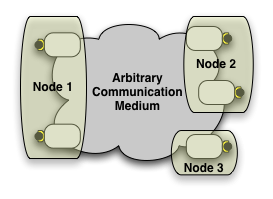 Node 1
Arbitrary
Communication
Medium
Node 2
Node 3